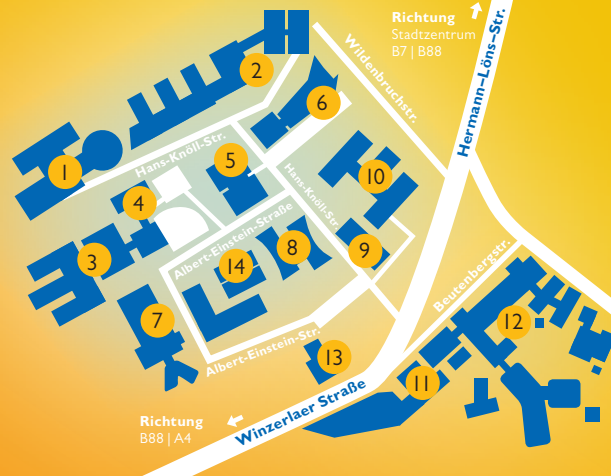 Richtung
Stadtzentrum
B7 | B88
Hermann–Löns–Str.
Wildenbruchstr.
2
6
Hans-Knöll-Str.
5
1
10
4
Hans-Knöll-Str.
Albert-Einstein-Straße
3
8
9
14
Beutenbergstr.
7
12
Albert-Einstein-Str.
13
11
Winzerlaer Straße
Richtung
B88 | A4